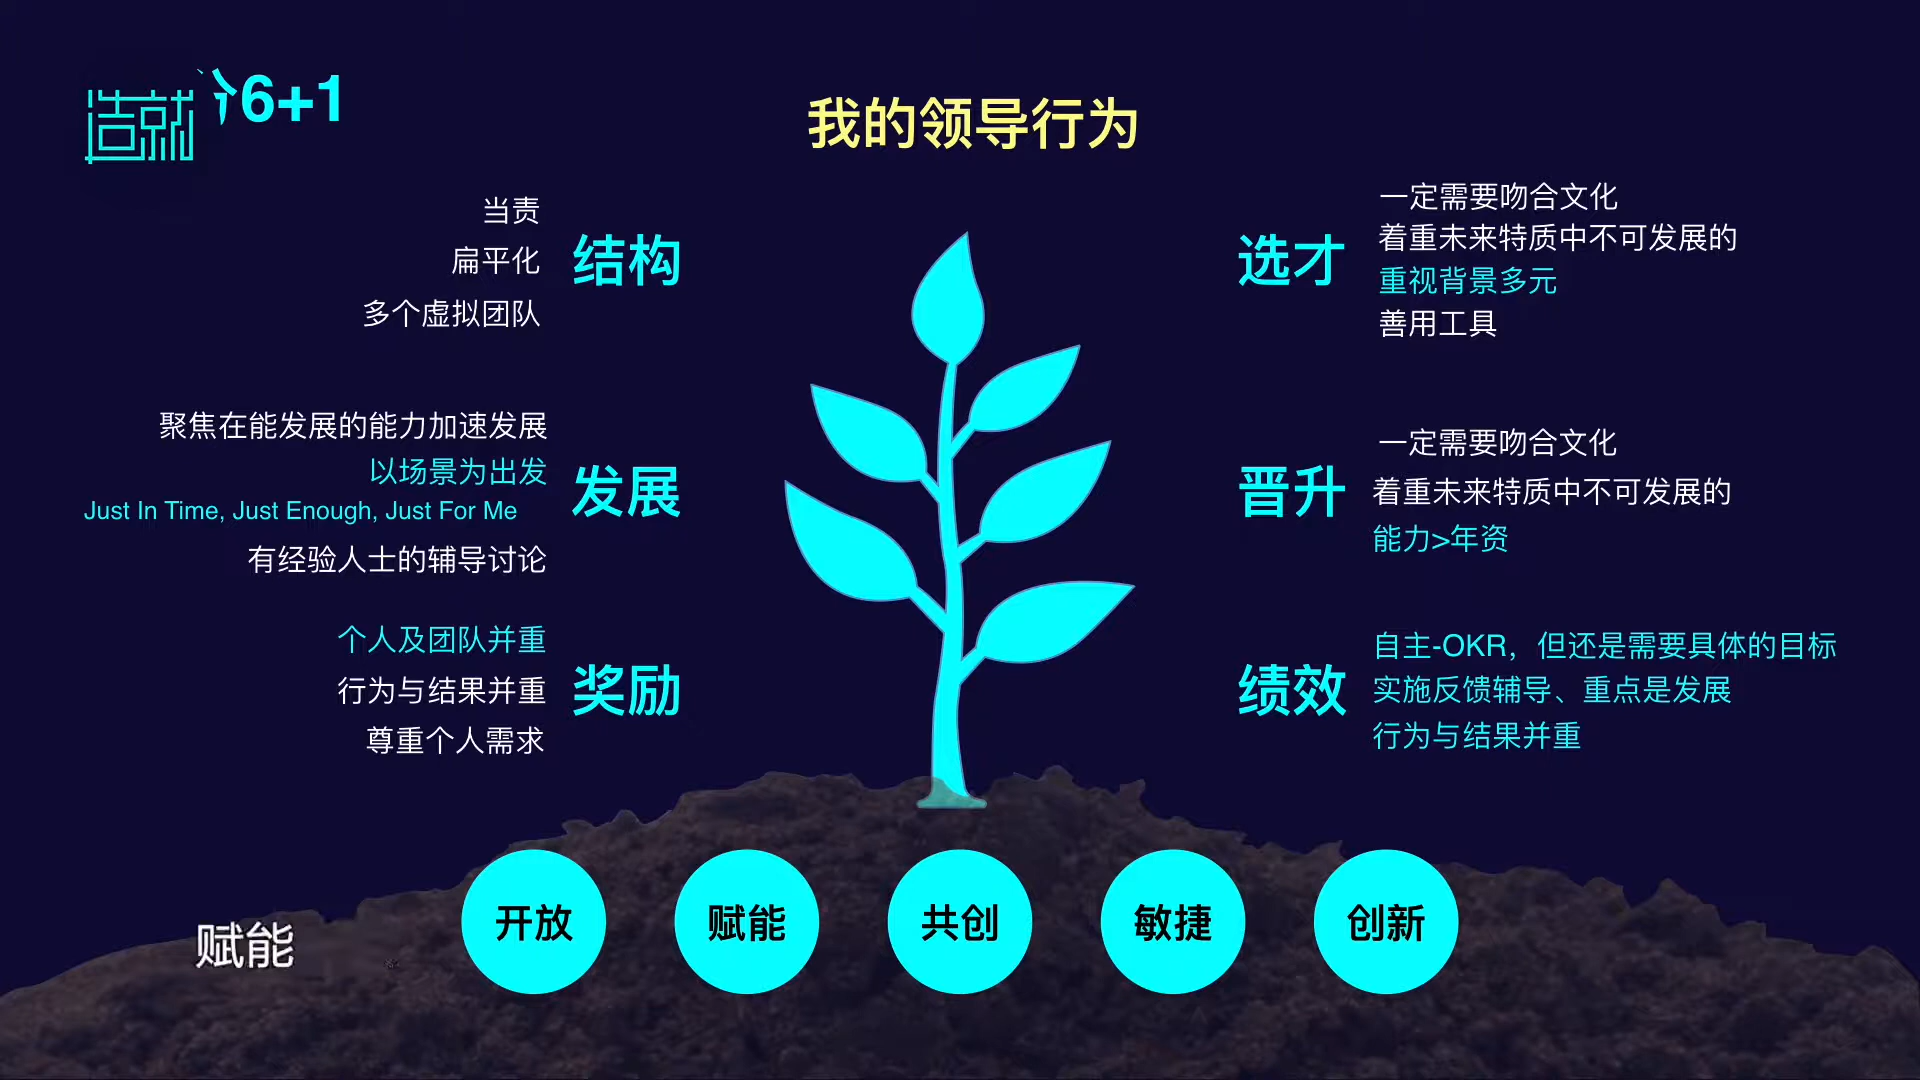 造就
6+1
我的领导行为
当责
扁平化
多个虚拟团队
结构
聚焦在能发展的能力加速发展
以场景为出发
Just In Time, Just Enough, Just For Me
有经验人士的辅导讨论
发展
个人及团队并重
行为与结果并重
尊重个人需求
奖励
选才
一定需要吻合文化
着重未来特质中不可发展的
重视背景多元
善用工具
晋升
一定需要吻合文化
着重未来特质中不可发展的
能力>年资
绩效
自主-OKR，但还是需要具体的目标
实施反馈辅导、重点是发展
行为与结果并重
开放
赋能
共创
敏捷
创新
赋能